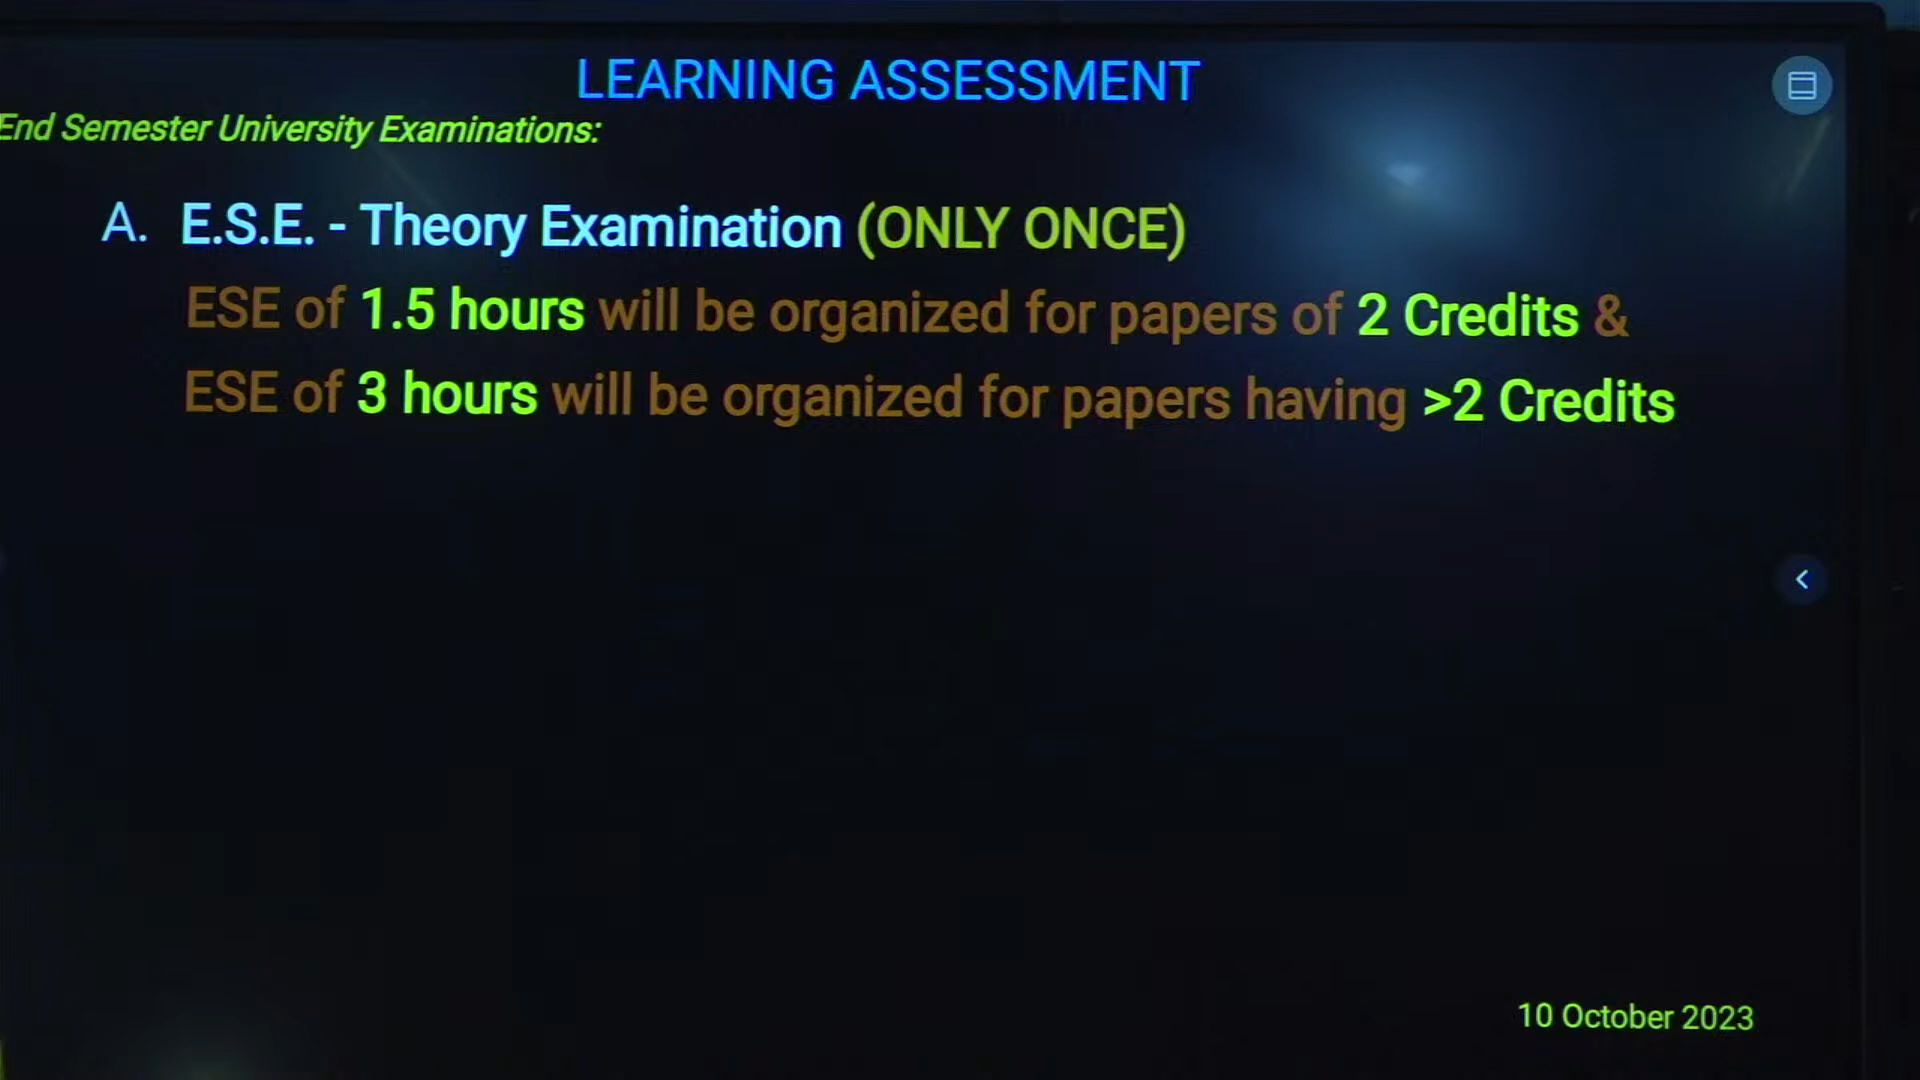 LEARNING ASSESSMENT
End Semester University Examinations:
A. E.S.E. - Theory Examination (ONLY ONCE)
ESE of 1.5 hours will be organized for papers of 2 Credits &
ESE of 3 hours will be organized for papers having >2 Credits
10 October 2023